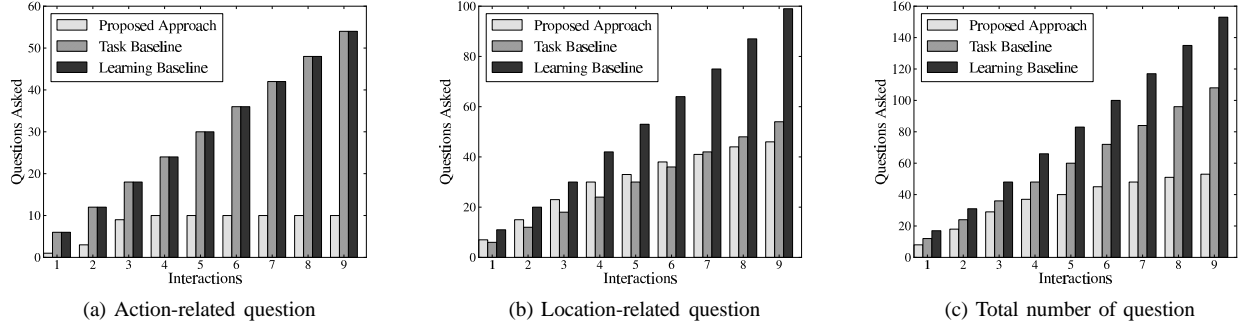 60
50
40
30
20
10
0
Questions Asked
Proposed Approach
Task Baseline
Learning Baseline
1 2 3 4 5 6 7 8 9
Interactions
(a) Action-related question
100
80
60
40
20
0
Questions Asked
Proposed Approach
Task Baseline
Learning Baseline
1 2 3 4 5 6 7 8 9
Interactions
(b) Location-related question
160
140
120
100
80
60
40
20
0
Questions Asked
Proposed Approach
Task Baseline
Learning Baseline
1 2 3 4 5 6 7 8 9
Interactions
(c) Total number of question